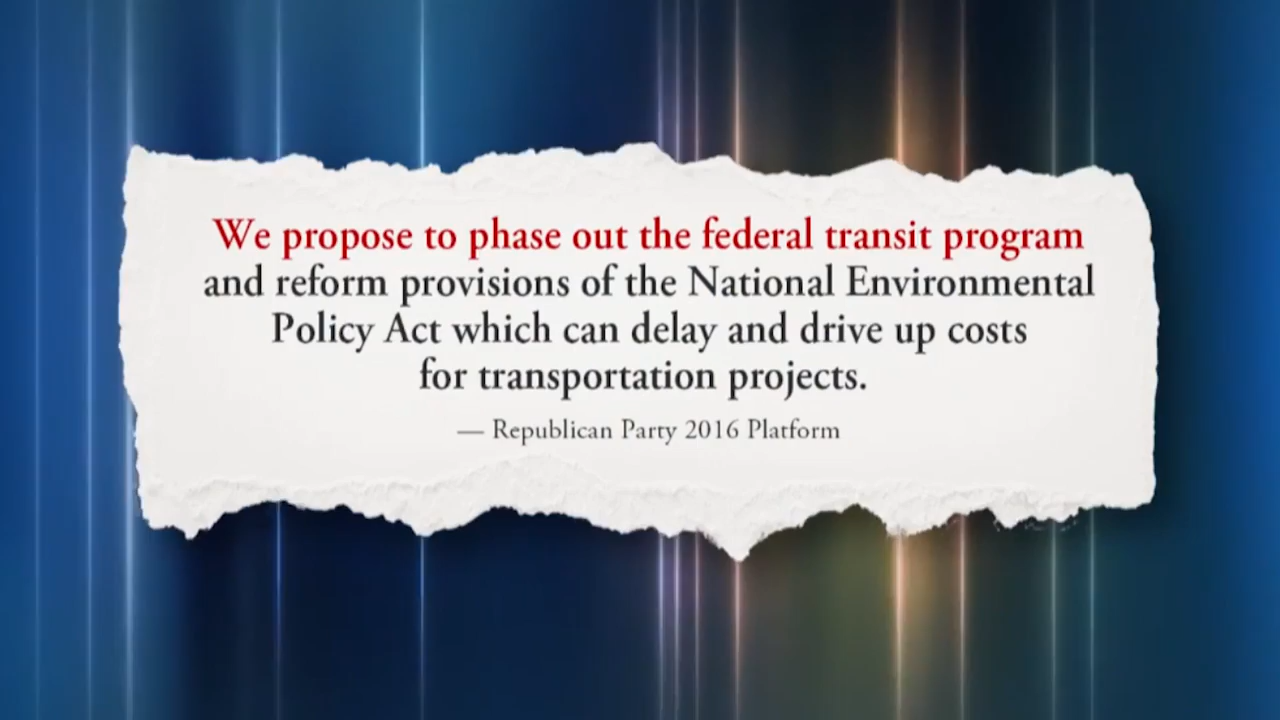 We propose to phase out the federal transit program
and reform provisions of the National Environmental
Policy Act which can delay and drive up costs
for transportation projects.
— Republican Party 2016 Platform